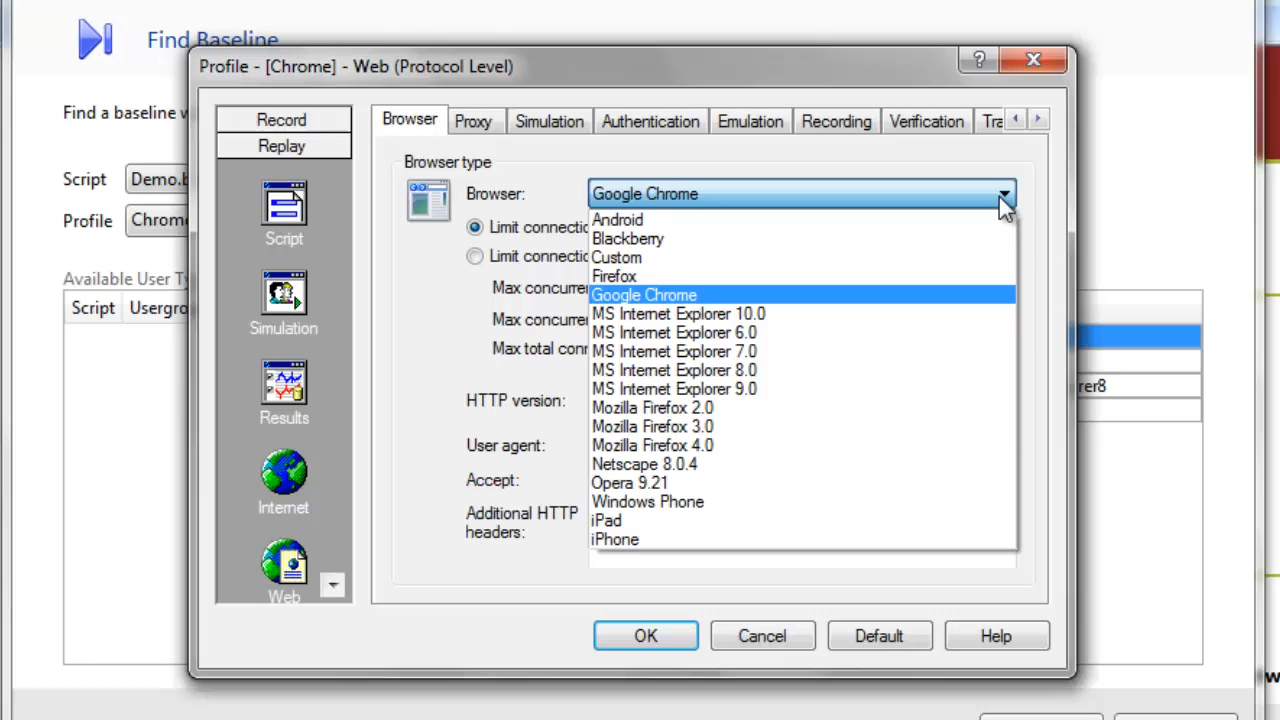 Find Baseline
Profile - [Chrome] - Web (Protocol Level)
?
Find a baseline
Script
Demo.
Profile
Chrome
Available User
Script Usergro
Record
Replay
Script
Simulation
Results
Internet
Web
Browser Proxy Simulation Authentication Emulation Recording Verification Tra
Browser type
Browser:
Google Chrome
Limit connectio
Limit connectio
Max concurre
Max concurre
Max total con
HTTP version:
User agent:
Accept:
Additional HTTP
headers:
Android
Blackberry
Custom
Firefox
Google Chrome
MS Internet Explorer 10.0
MS Internet Explorer 6.0
MS Internet Explorer 7.0
MS Internet Explorer 8.0
MS Internet Explorer 9.0
Mozilla Firefox 2.0
Mozilla Firefox 3.0
Mozilla Firefox 4.0
Netscape 8.0.4
Opera 9.21
Windows Phone
iPad
iPhone
rer8
OK Cancel Default Help
w